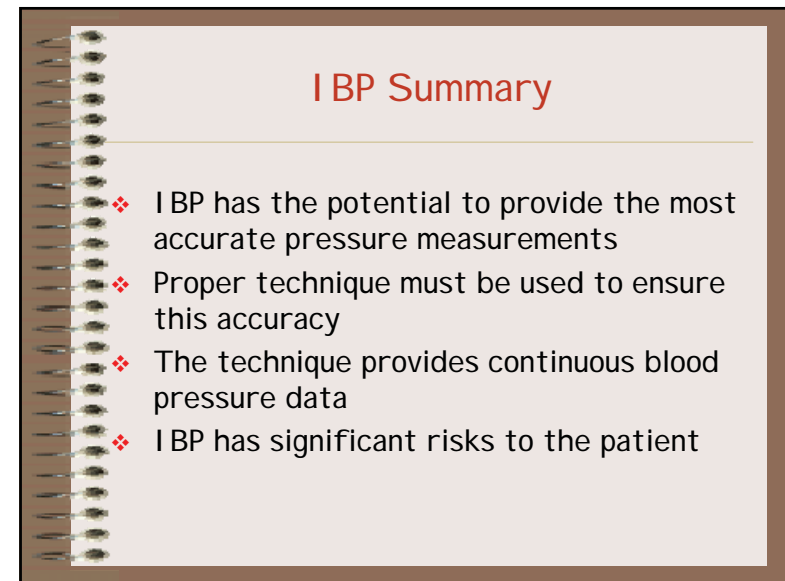 IBP Summary
❖ IBP has the potential to provide the most
accurate pressure measurements
❖ Proper technique must be used to ensure
this accuracy
❖ The technique provides continuous blood
pressure data
❖ IBP has significant risks to the patient